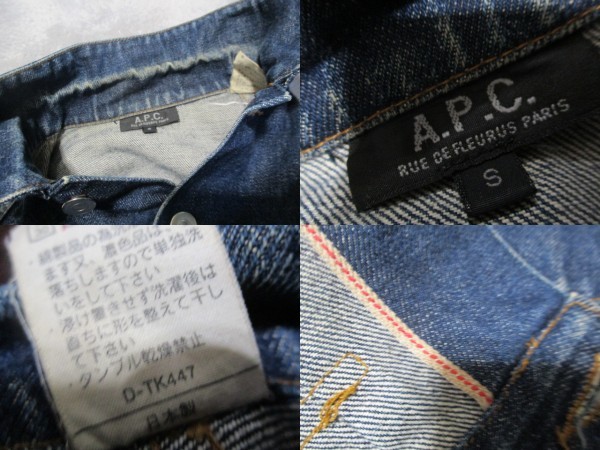 A.P.C.
A.P.C.
RUE DE FLEURUS PARIS
S
・綿製品の為
ます又、濃色品は
落ちしますので単独洗
いをして下さい
・浸け置きせず洗濯後は
直ちに形を整えて干し
て下さい
・タンブル乾燥禁止
D-TK447
日本製